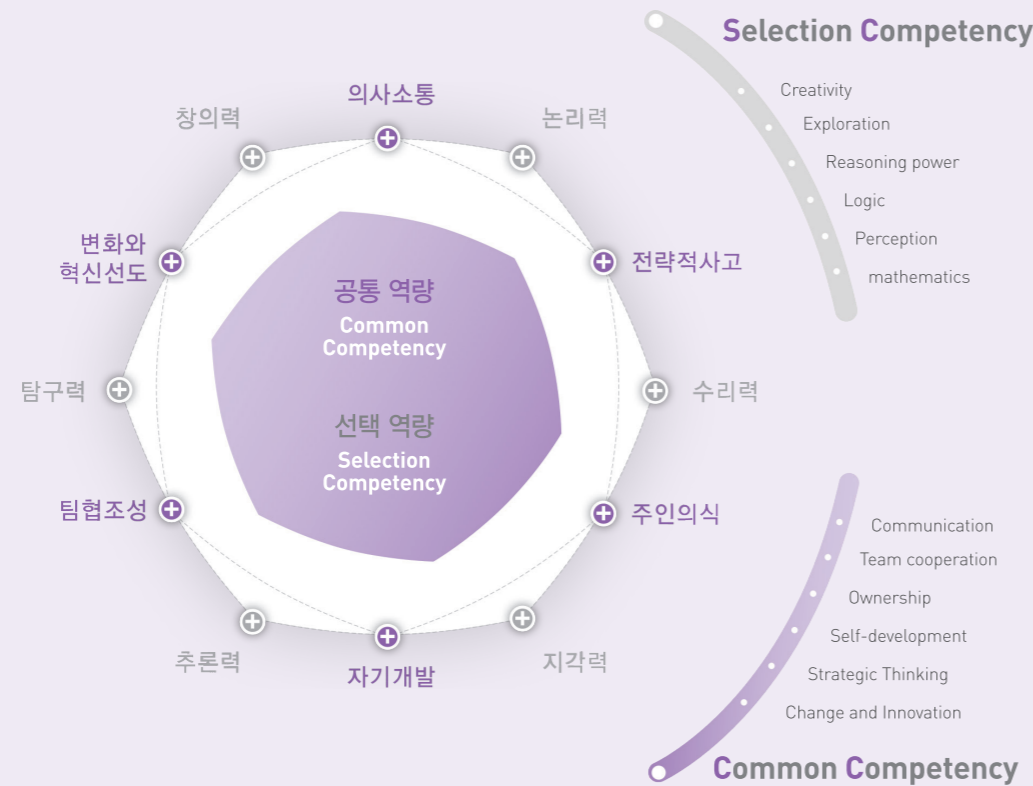 Selection Competency
Creativity
Exploration
Reasoning power
Logic
Perception
mathematics
의사소통
창의력
논리력
변화와
혁신선도
전략적사고
공통 역량
Common
Competency
탐구력
수리력
선택 역량
Selection
Competency
팀협조성
주인의식
추론력
자기개발
지각력
Communication
Team cooperation
Ownership
Self-development
Strategic Thinking
Change and Innovation
Common Competency